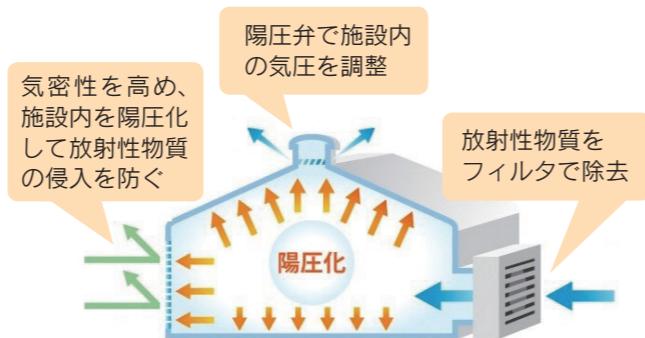 陽圧弁で施設内
の気圧を調整
気密性を高め、
施設内を陽圧化
して放射性物質
の侵入を防ぐ
放射性物質を
フィルタで除去
陽圧化